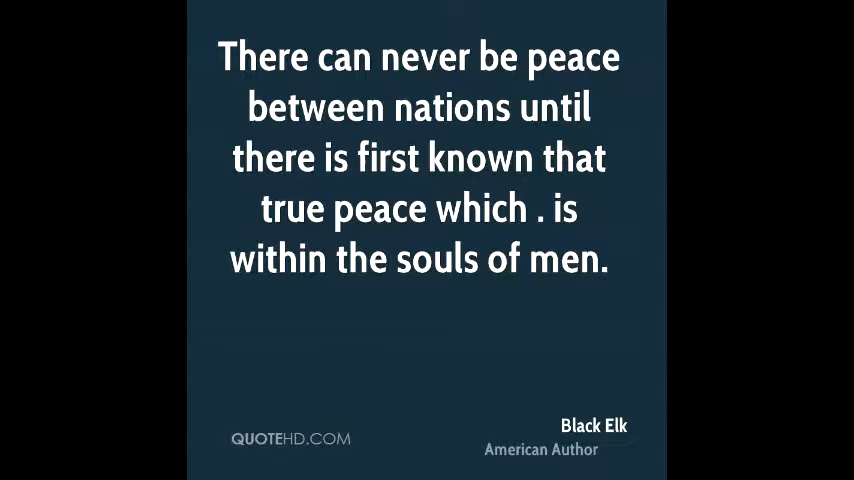 There can never be peace
between nations until
there is first known that
true peace which . is
within the souls of men.
Black Elk
QUOTEHD.COM
American Author